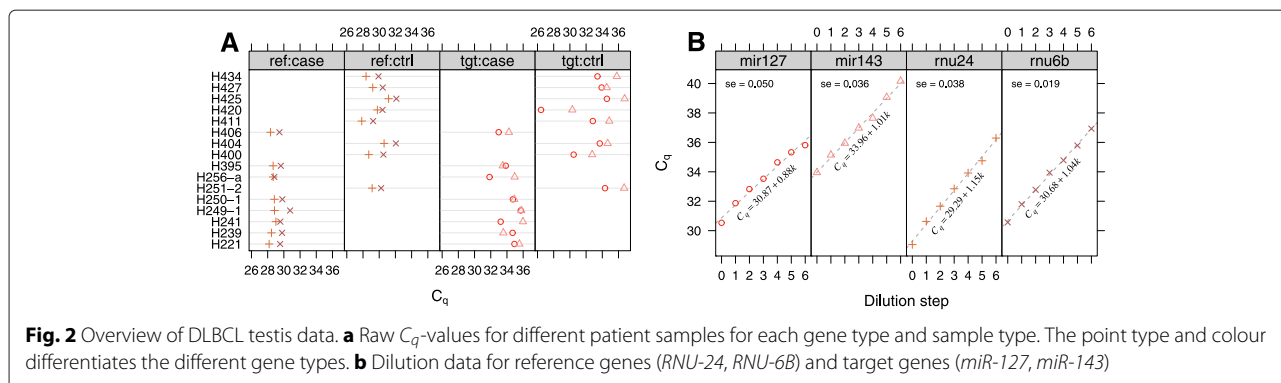 A
26 28 30 32 34 36
26 28 30 32 34 36
ref:case
ref:ctrl
tgt:case
tgt:ctrl
H434
H427
H425
H420
H411
H406
H404
H400
H395
H256−a
H251−2
H250−1
H249−1
H241
H239
H221
26 28 30 32 34 36
26 28 30 32 34 36
Cq
B
0 1 2 3 4 5 6
0 1 2 3 4 5 6
mir127
mir143
rnu24
rnu6b
se = 0.050
se = 0.036
se = 0.038
se = 0.019
40
38
36
34
32
30
Cq
Cq = 30.87 + 0.88k
Cq = 33.96 + 1.01k
Cq = 29.29 + 1.15k
Cq = 30.68 + 1.04k
0 1 2 3 4 5 6
0 1 2 3 4 5 6
Dilution step
Fig. 2 Overview of DLBCL testis data. a Raw Cq-values for different patient samples for each gene type and sample type. The point type and colour
differentiates the different gene types. b Dilution data for reference genes (RNU-24, RNU-6B) and target genes (miR-127, miR-143)